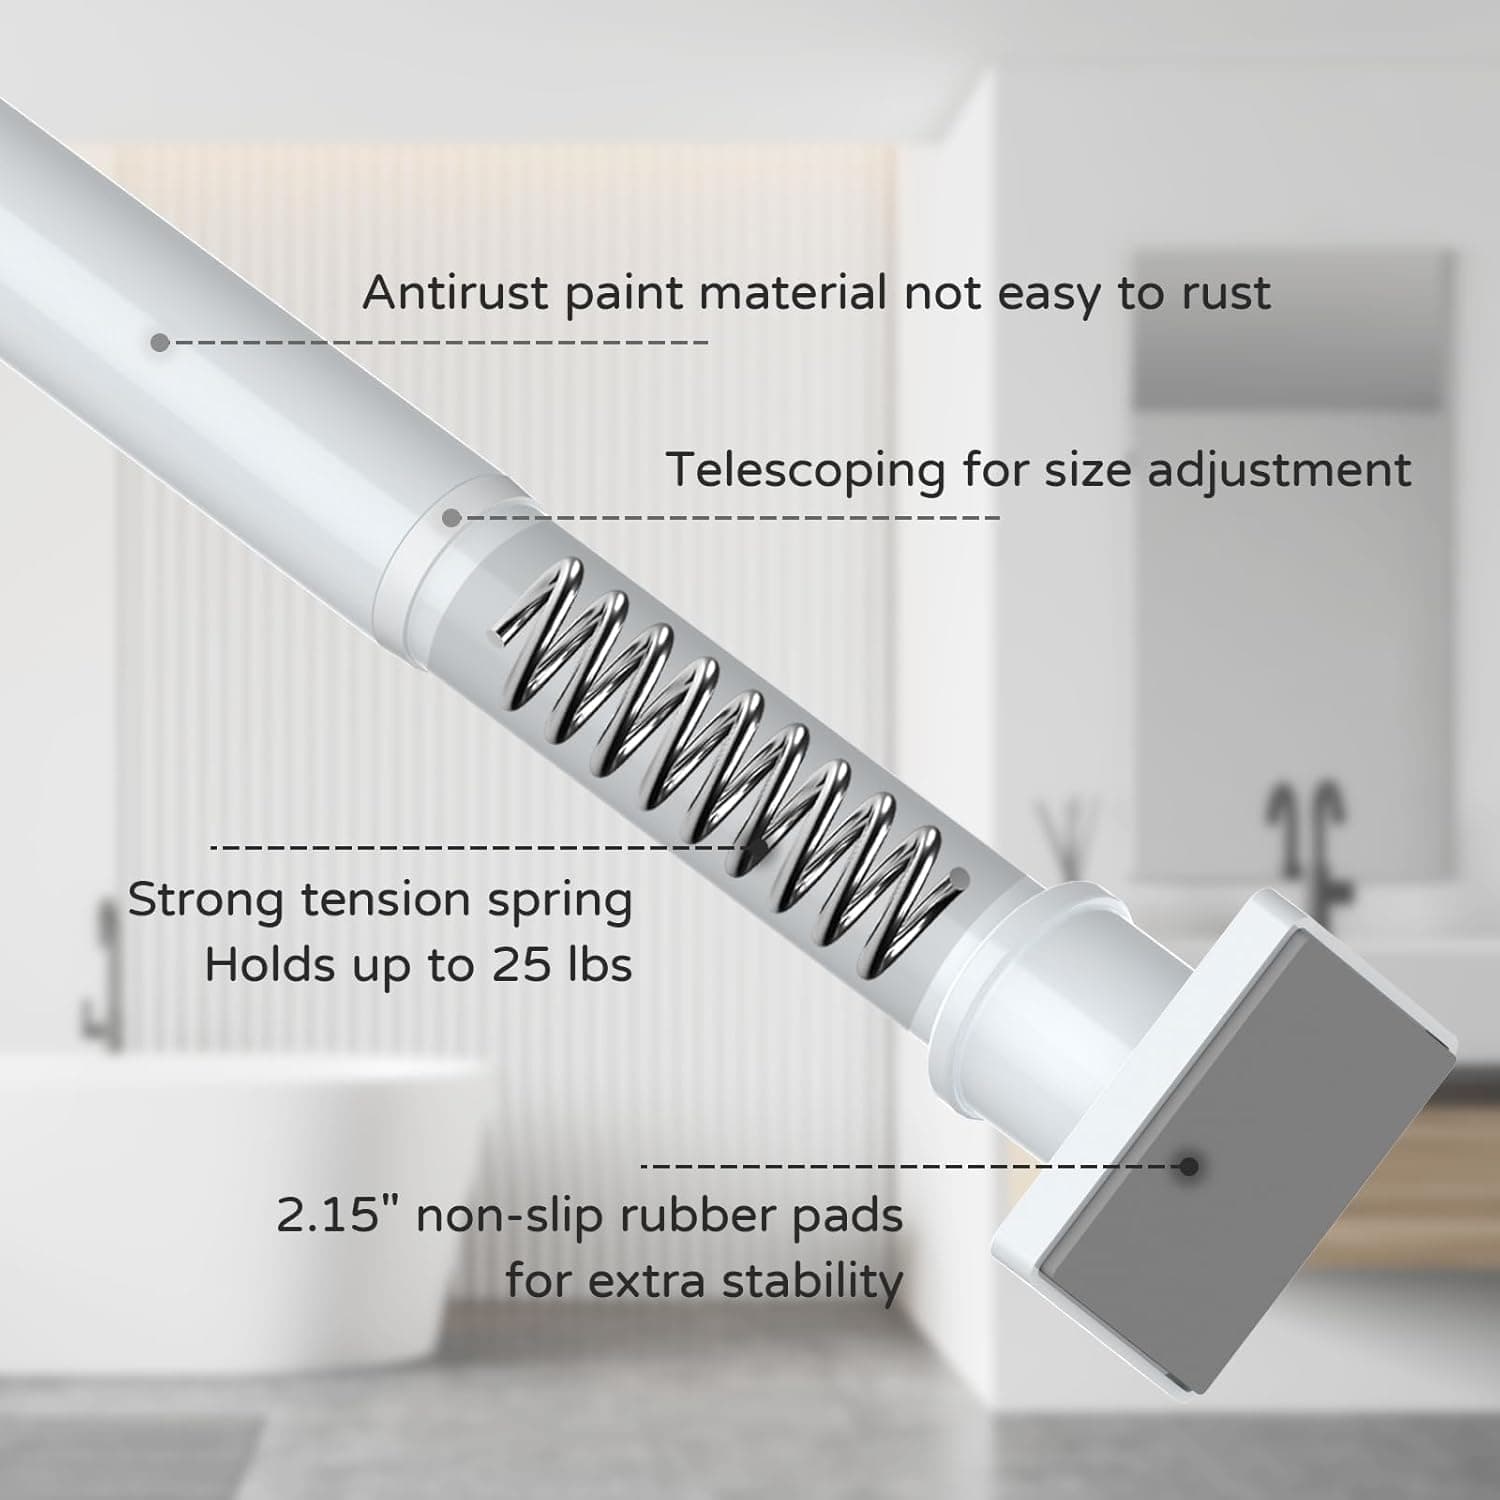 Antirust paint material not easy to rust
Telescoping for size adjustment
Strong tension spring
Holds up to 25 lbs
2.15" non-slip rubber pads
for extra stability